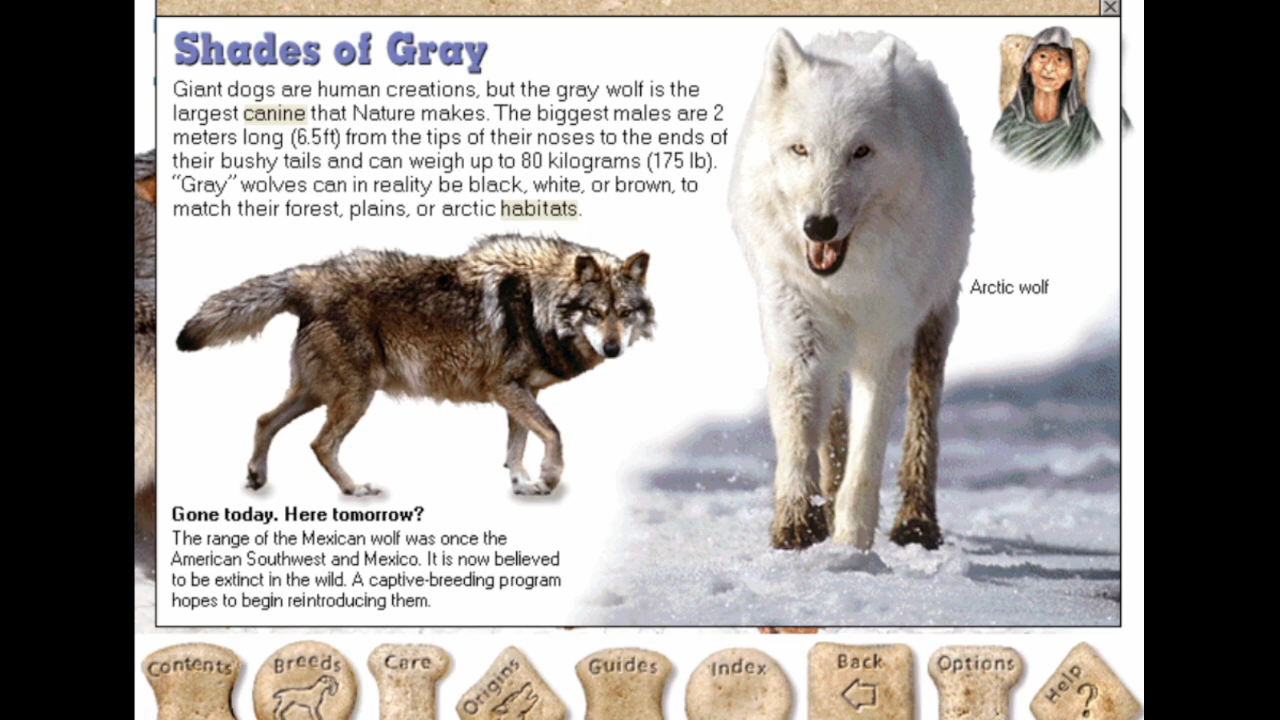 Shades of Gray
Giant dogs are human creations, but the gray wolf is the
largest canine that Nature makes. The biggest males are 2
meters long (6.5ft) from the tips of their noses to the ends of
their bushy tails and can weigh up to 80 kilograms (175 lb).
“Gray” wolves can in reality be black, white, or brown, to
match their forest, plains, or arctic habitats.
Arctic wolf
Gone today. Here tomorrow?
The range of the Mexican wolf was once the
American Southwest and Mexico. It is now believed
to be extinct in the wild. A captive-breeding program
hopes to begin reintroducing them.
Contents
Breeds
Care
Origins
Guides
Index
Back
Options
Help
?